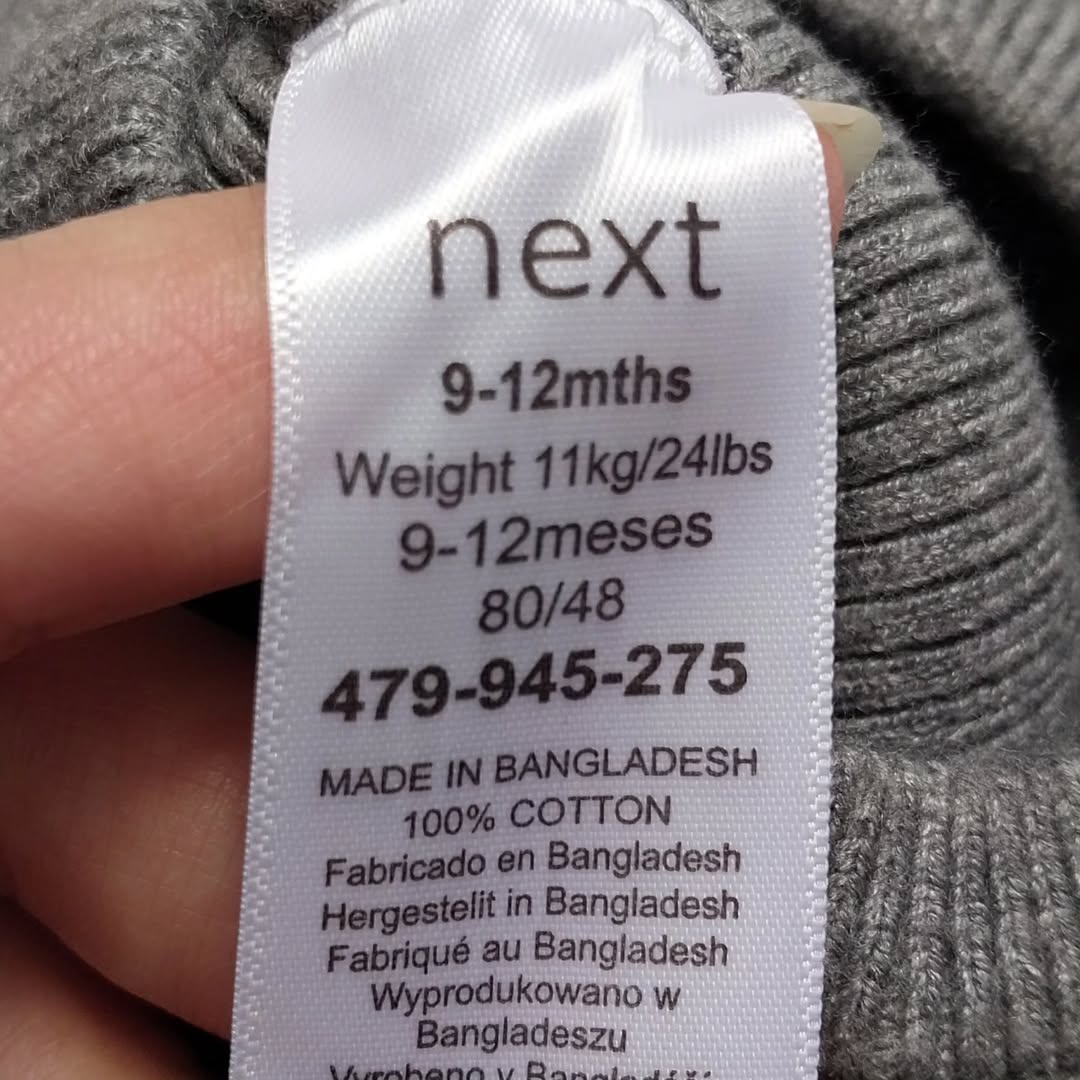 next
9-12mths
Weight 11kg/24lbs
9-12meses
80/48
479-945-275
MADE IN BANGLADESH
100% COTTON
Fabricado en Bangladesh
Hergestelit in Bangladesh
Fabriqué au Bangladesh
Wyprodukowano w
Bangladeszu
Vyrobeno v